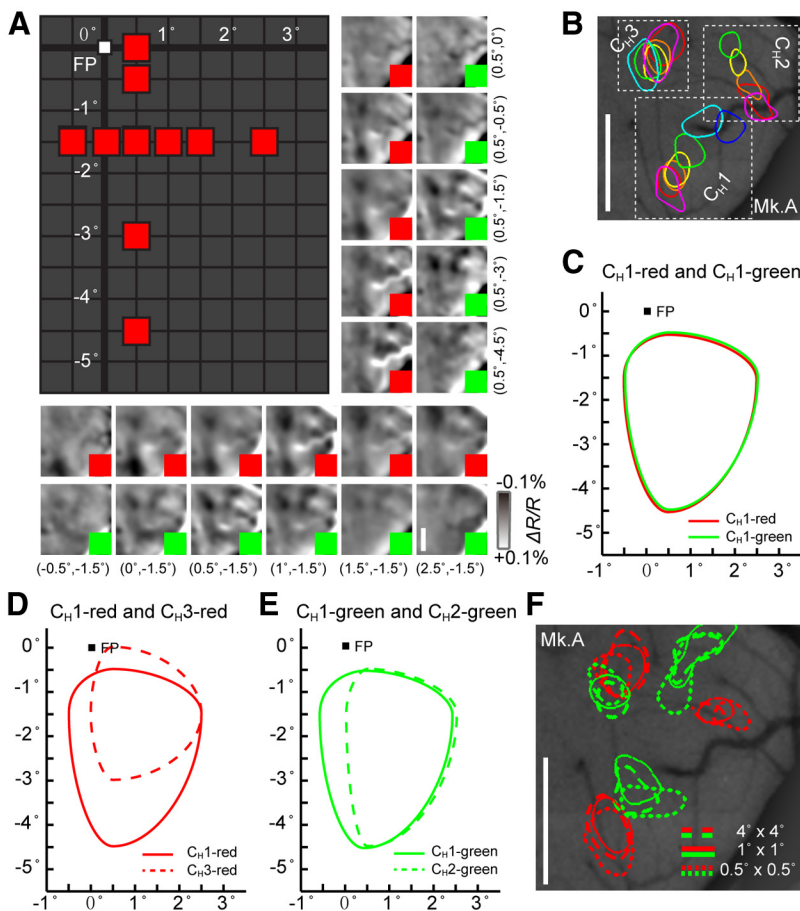 A
0° 1° 2° 3°
FP
-1°
-2°
-3°
-4°
-5°
(0.5°,0°)
(0.5°,-0.5°)
(0.5°,-1.5°)
(0.5°,-3°)
(0.5°,-4.5°)
-0.1%
ΔR/R
+0.1%
(-0.5°,-1.5°) (0°,-1.5°) (0.5°,-1.5°) (1°,-1.5°) (1.5°,-1.5°) (2.5°,-1.5°)
B
CH3
CH2
CH1
Mk.A
C
CH1-red and CH1-green
0°
FP
-1°
-2°
-3°
-4°
-5°
CH1-red
CH1-green
-1° 0° 1° 2° 3°
D
CH1-red and CH3-red
0°
FP
-1°
-2°
-3°
-4°
-5°
CH1-red
CH3-red
0° 1° 2° 3°
E
CH1-green and CH2-green
0°
FP
-1°
-2°
-3°
-4°
-5°
CH1-green
CH2-green
0° 1° 2° 3°
F
Mk.A
4° x 4°
1° x 1°
0.5° x 0.5°